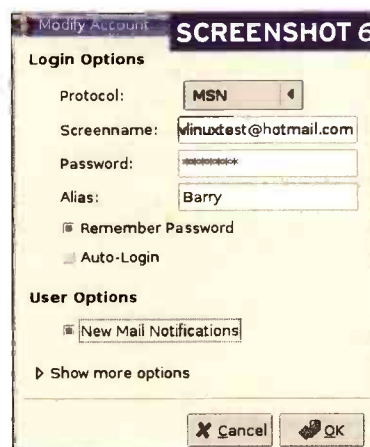 Modify Account
SCREENSHOT 6
Login Options
Protocol: MSN
Screenname: vlinuxtest@hotmail.com
Password: ********
Alias: Barry
Remember Password
Auto-Login
User Options
New Mail Notifications
Show more options
Cancel OK